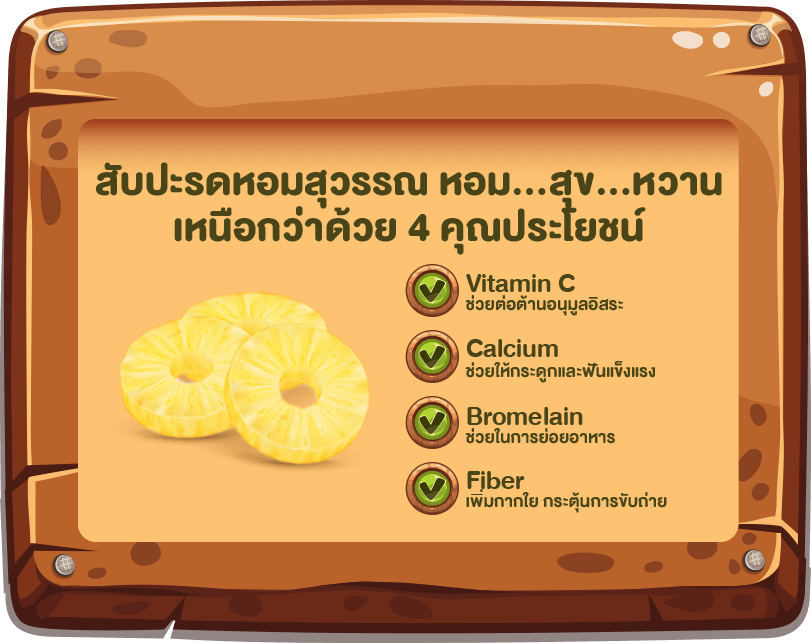 สับปะรดหอมสุวรรณ หอม...สุข...หวาน
เหนือกว่าด้วย 4 คุณประโยชน์
Vitamin C
ช่วยต่อต้านอนุมูลอิสระ
Calcium
ช่วยให้กระดูกและฟันแข็งแรง
Bromelain
ช่วยในการย่อยอาหาร
Fiber
เพิ่มกากใย กระตุ้นการขับถ่าย